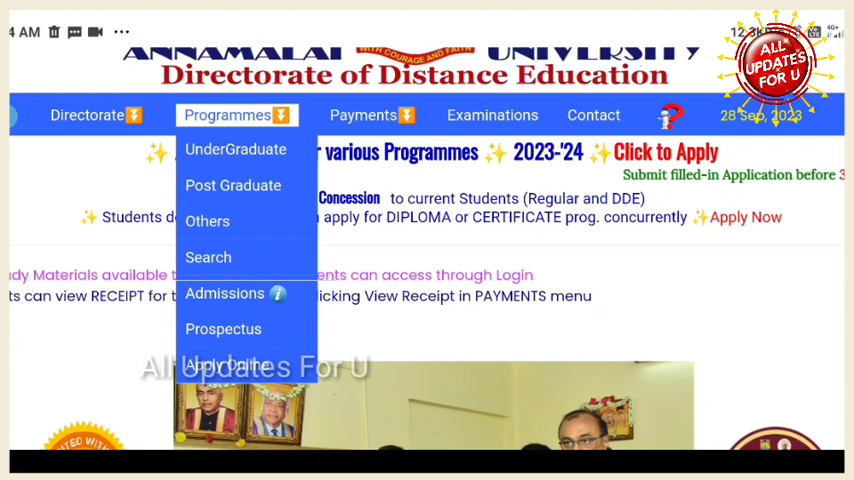 4 AM
ANNAMALAI UNIVERSITY
WITH COURAGE AND FAITH
Directorate of Distance Education
ALL
UPDATES
FOR U
Directorate
Programmes
Payments
Examinations
Contact
28 Sep, 2023
UnderGraduate
Post Graduate
Others
Search
Admissions
Prospectus
Apply Online
r various Programmes ✨ 2023-'24 ✨Click to Apply
Submit filled-in Application before 3
Concession to current Students (Regular and DDE)
✨ Students d
apply for DIPLOMA or CERTIFICATE prog. concurrently ✨Apply Now
dy Materials available t
ents can access through Login
ts can view RECEIPT for t
licking View Receipt in PAYMENTS menu
All Updates For U